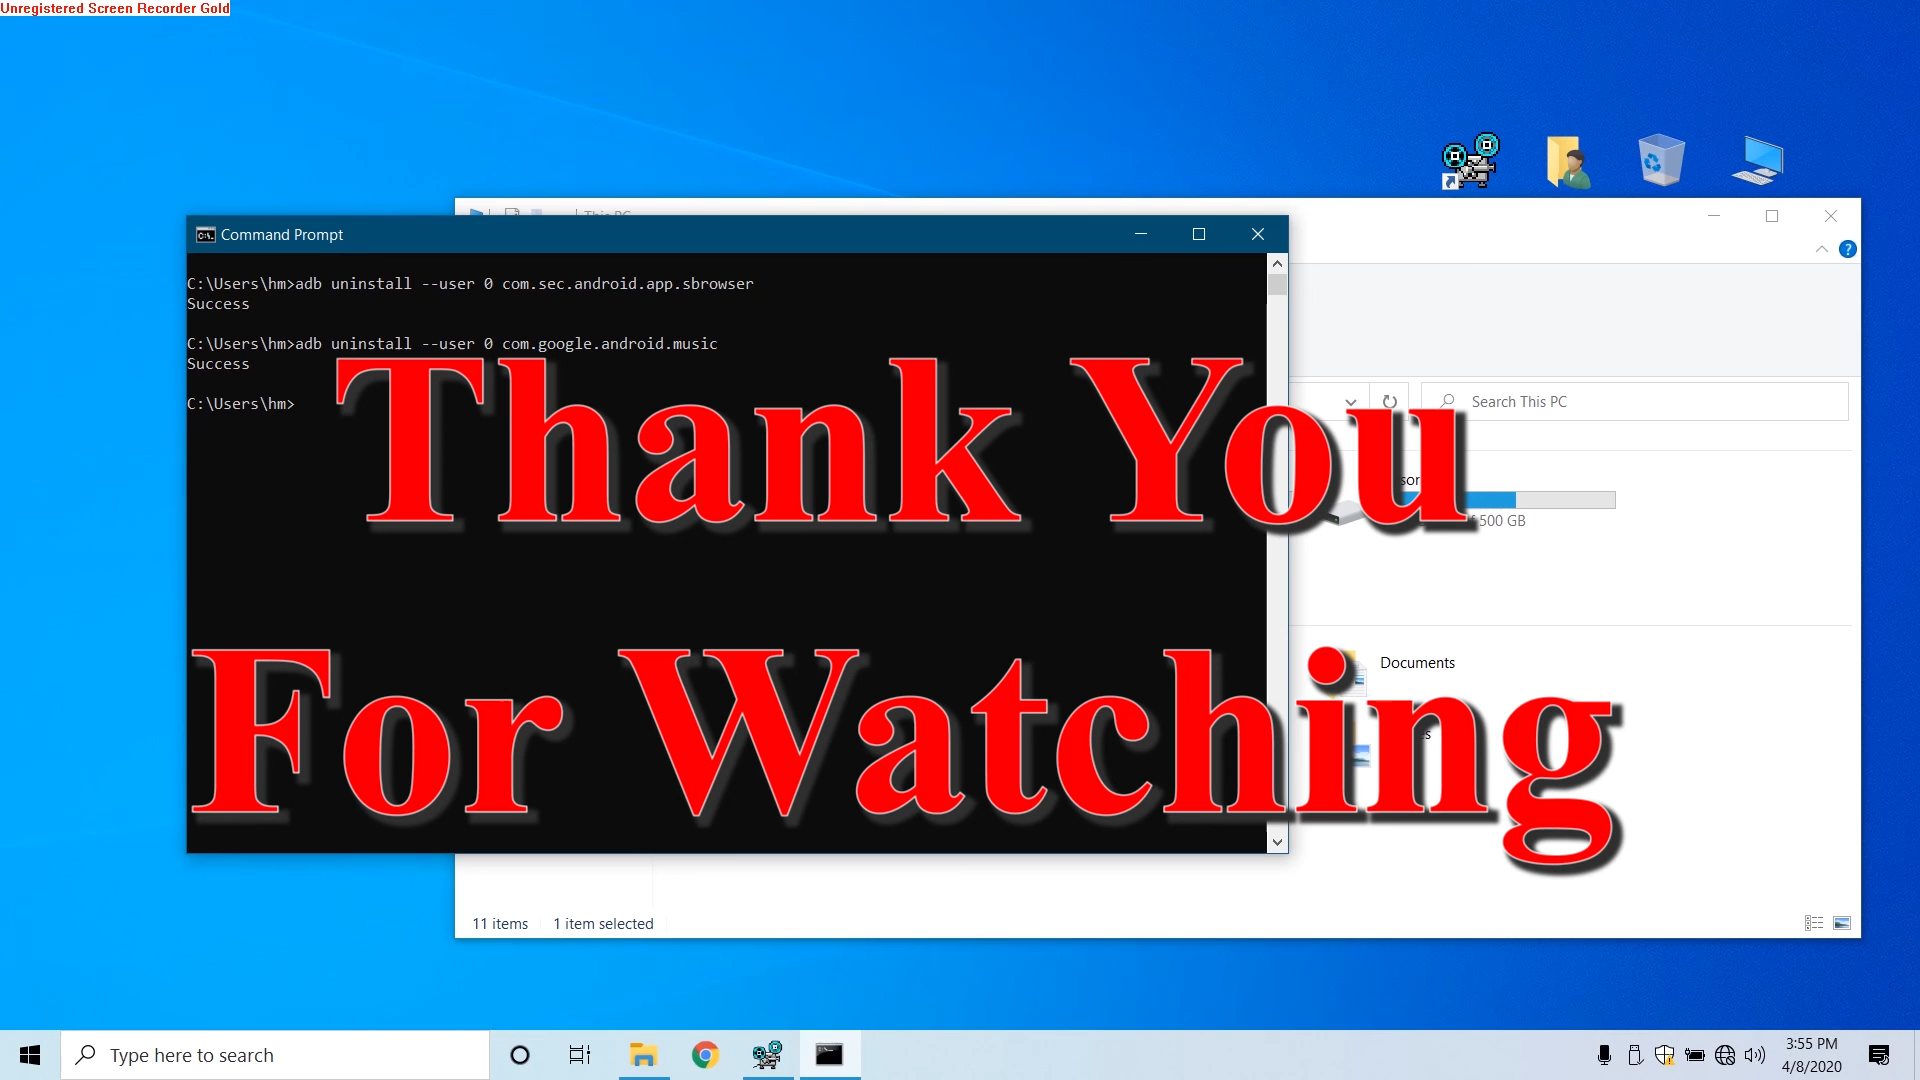 Unregistered Screen Recorder Gold
This PC
Command Prompt
C:\Users\hm>adb uninstall --user 0 com.sec.android.app.sbrowser
Success
C:\Users\hm>adb uninstall --user 0 com.google.android.music
Success
C:\Users\hm>
Thank You
For Watching
Search This PC
500 GB
Documents
11 items
1 item selected
Type here to search
3:55 PM
4/8/2020